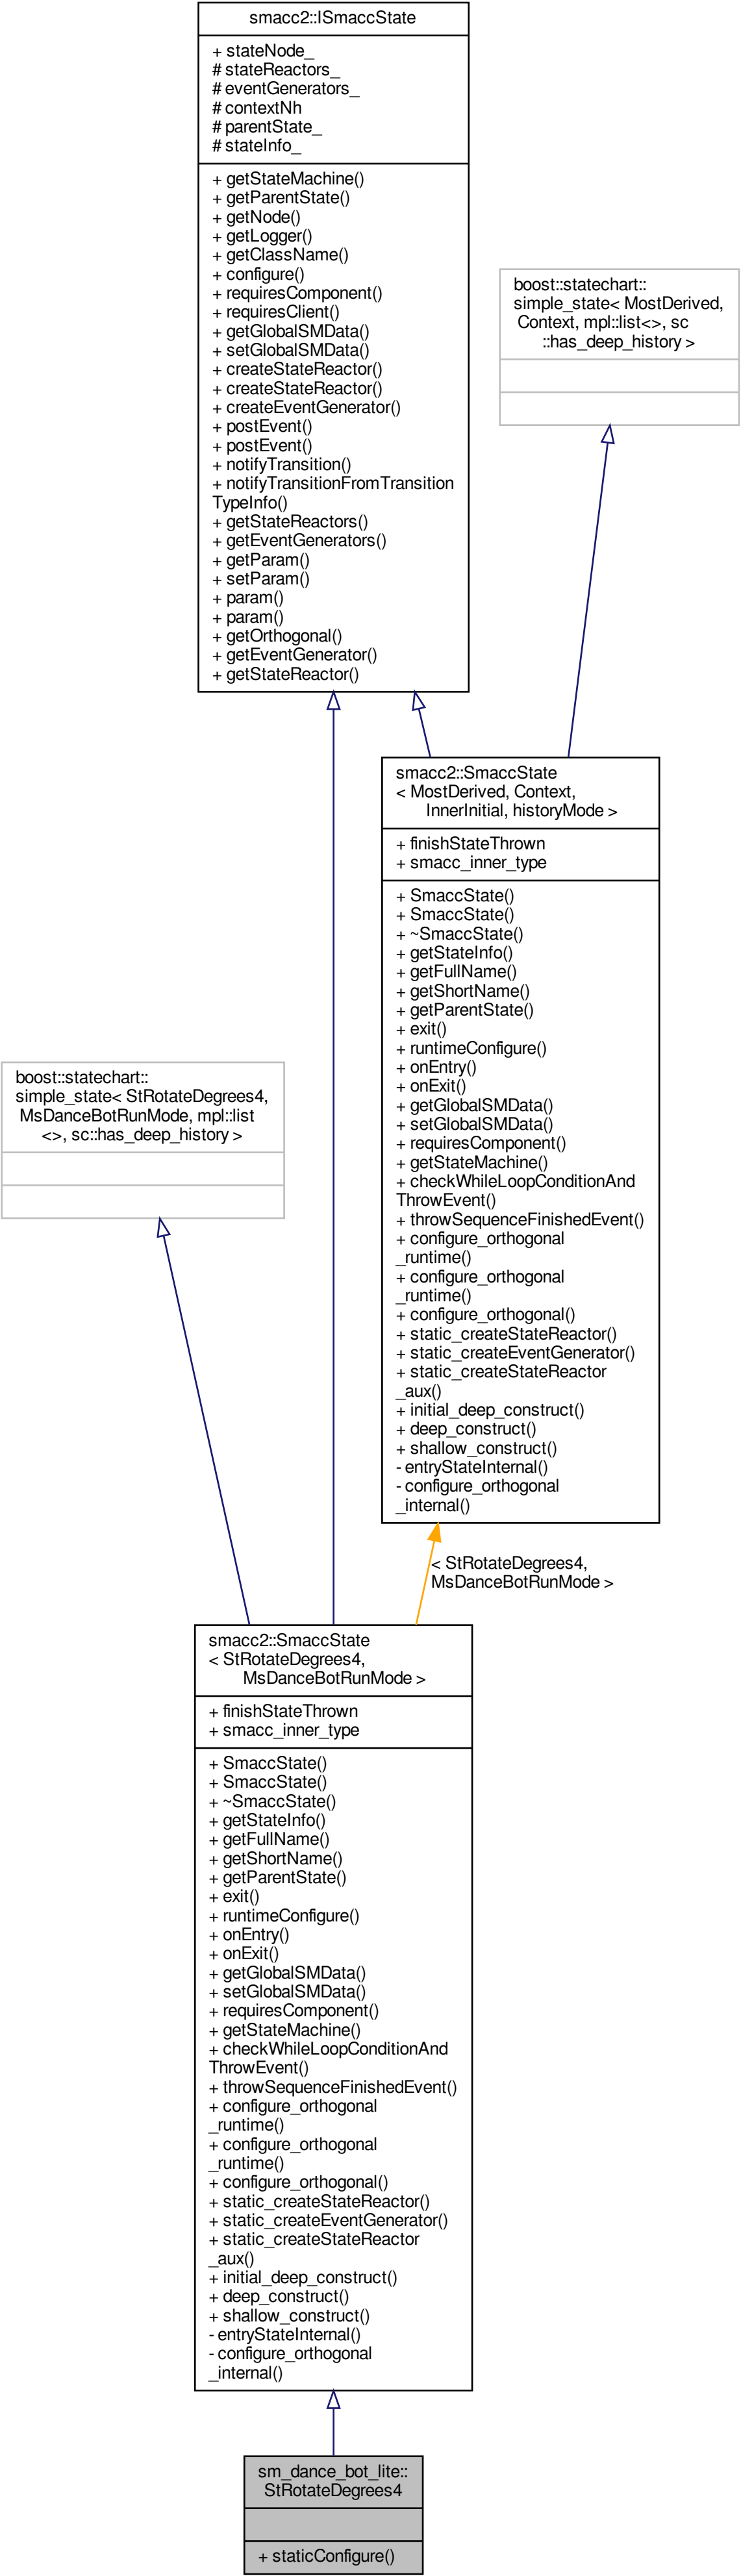 smacc2::ISmaccState
+ stateNode_
# stateReactors_
# eventGenerators_
# contextNh
# parentState_
# stateInfo_
+ getStateMachine()
+ getParentState()
+ getNode()
+ getLogger()
+ getClassName()
+ configure()
+ requiresComponent()
+ requiresClient()
+ getGlobalSMData()
+ setGlobalSMData()
+ createStateReactor()
+ createStateReactor()
+ createEventGenerator()
+ postEvent()
+ postEvent()
+ notifyTransition()
+ notifyTransitionFromTransition
TypeInfo()
+ getStateReactors()
+ getEventGenerators()
+ getParam()
+ setParam()
+ param()
+ param()
+ getOrthogonal()
+ getEventGenerator()
+ getStateReactor()
boost::statechart::
simple_state< MostDerived,
Context, mpl::list<>, sc
::has_deep_history >
smacc2::SmaccState
< MostDerived, Context,
InnerInitial, historyMode >
+ finishStateThrown
+ smacc_inner_type
+ SmaccState()
+ SmaccState()
+ ~SmaccState()
+ getStateInfo()
+ getFullName()
+ getShortName()
+ getParentState()
+ exit()
+ runtimeConfigure()
+ onEntry()
+ onExit()
+ getGlobalSMData()
+ setGlobalSMData()
+ requiresComponent()
+ getStateMachine()
+ checkWhileLoopConditionAnd
ThrowEvent()
+ throwSequenceFinishedEvent()
+ configure_orthogonal
_runtime()
+ configure_orthogonal
_runtime()
+ configure_orthogonal()
+ static_createStateReactor()
+ static_createEventGenerator()
+ static_createStateReactor
_aux()
+ initial_deep_construct()
+ deep_construct()
+ shallow_construct()
- entryStateInternal()
- configure_orthogonal
_internal()
boost::statechart::
simple_state< StRotateDegrees4,
MsDanceBotRunMode, mpl::list
<>, sc::has_deep_history >
< StRotateDegrees4,
MsDanceBotRunMode >
smacc2::SmaccState
< StRotateDegrees4,
MsDanceBotRunMode >
+ finishStateThrown
+ smacc_inner_type
+ SmaccState()
+ SmaccState()
+ ~SmaccState()
+ getStateInfo()
+ getFullName()
+ getShortName()
+ getParentState()
+ exit()
+ runtimeConfigure()
+ onEntry()
+ onExit()
+ getGlobalSMData()
+ setGlobalSMData()
+ requiresComponent()
+ getStateMachine()
+ checkWhileLoopConditionAnd
ThrowEvent()
+ throwSequenceFinishedEvent()
+ configure_orthogonal
_runtime()
+ configure_orthogonal
_runtime()
+ configure_orthogonal()
+ static_createStateReactor()
+ static_createEventGenerator()
+ static_createStateReactor
_aux()
+ initial_deep_construct()
+ deep_construct()
+ shallow_construct()
- entryStateInternal()
- configure_orthogonal
_internal()
sm_dance_bot_lite::
StRotateDegrees4
+ staticConfigure()